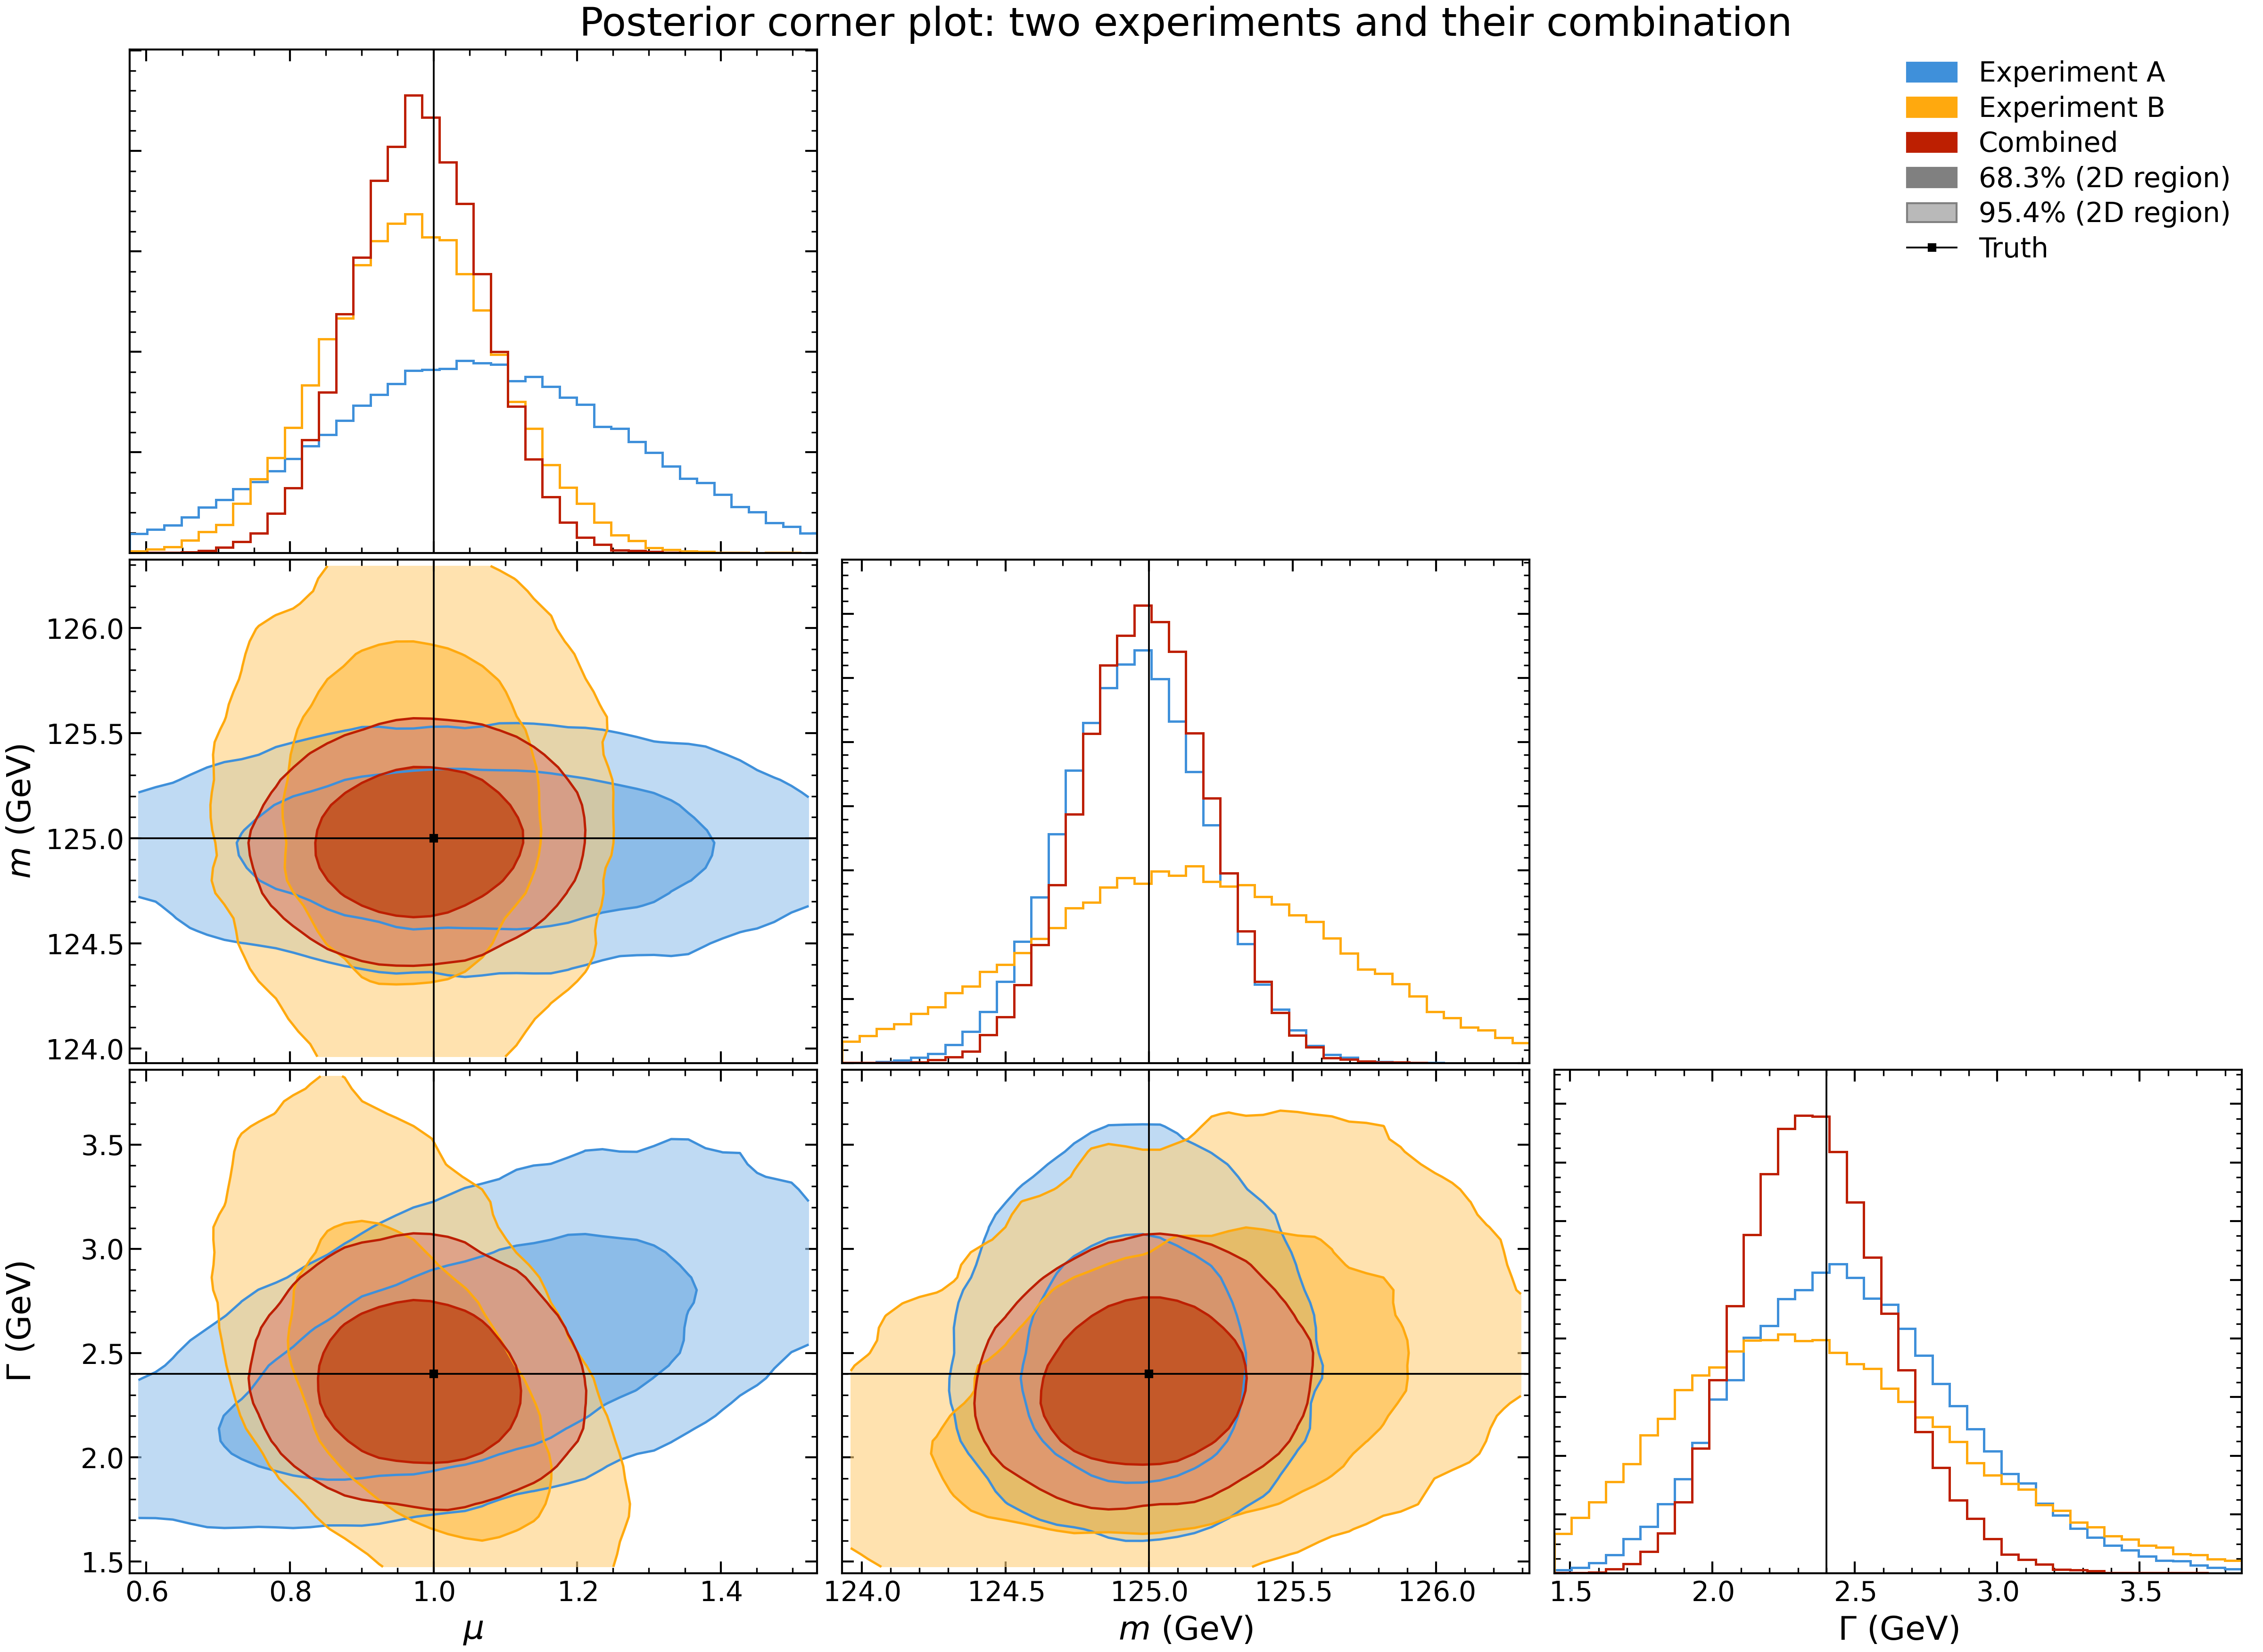 Posterior corner plot: two experiments and their combination
Experiment A
Experiment B
Combined
68.3% (2D region)
95.4% (2D region)
Truth
126.0
125.5
125.0
124.5
124.0
m (GeV)
3.5
3.0
2.5
2.0
1.5
Γ (GeV)
0.6 0.8 1.0 1.2 1.4
μ
124.0 124.5 125.0 125.5 126.0
m (GeV)
1.5 2.0 2.5 3.0 3.5
Γ (GeV)